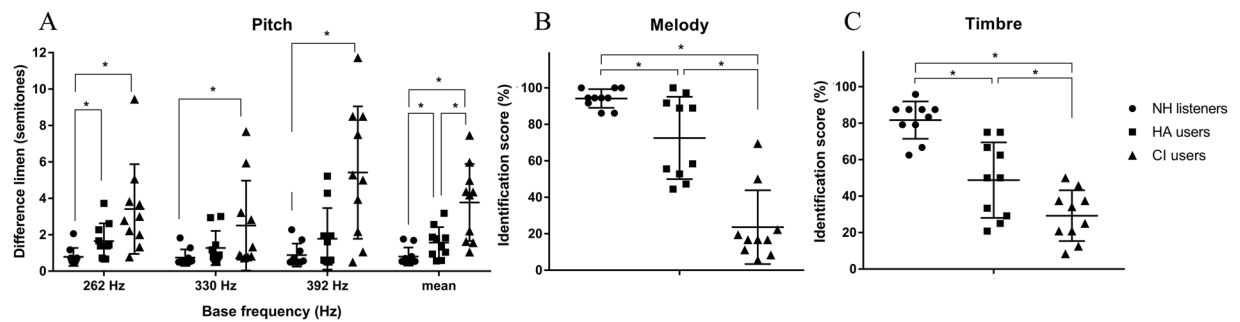 A
Pitch
Difference limen (semitones)
12
10
8
6
4
2
0
*
*
*
*
*
*
*
262 Hz
330 Hz
392 Hz
mean
Base frequency (Hz)
B
Melody
Identification score (%)
100
80
60
40
20
0
*
*
*
C
Timbre
Identification score (%)
100
80
60
40
20
0
*
*
*
NH listeners
HA users
CI users